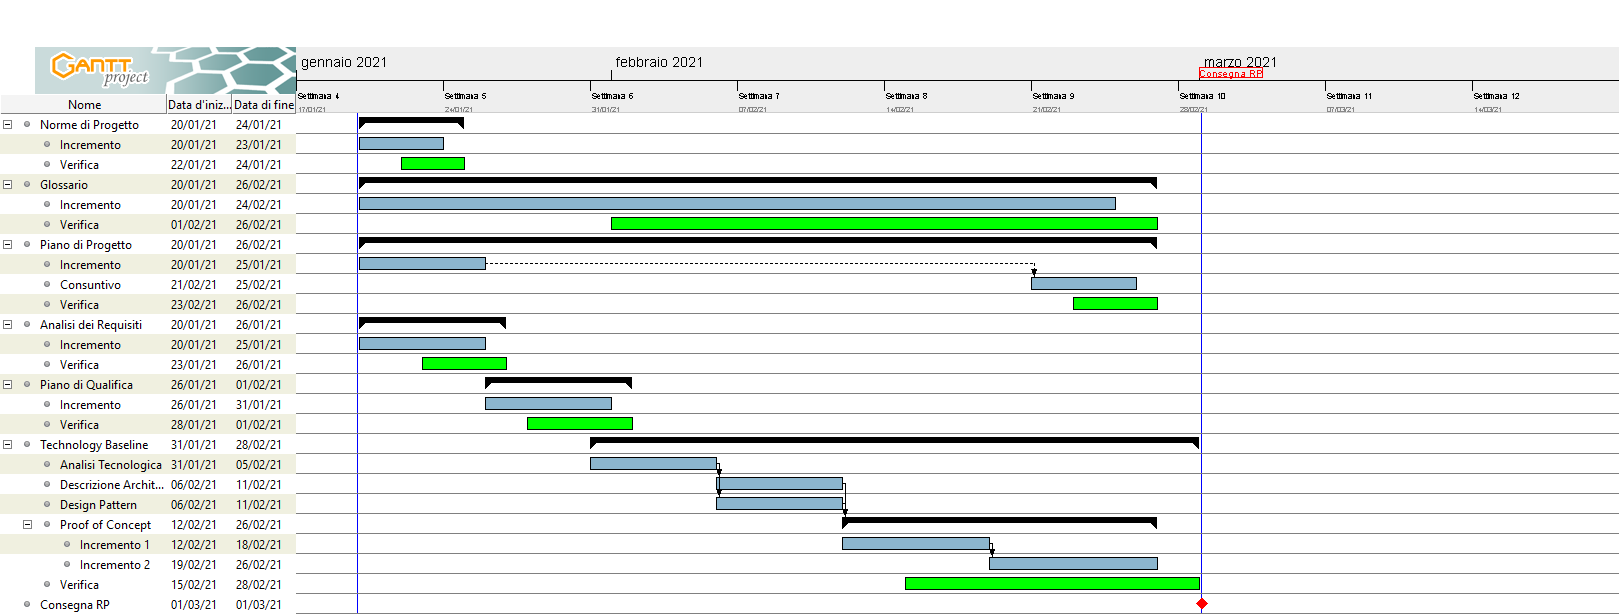 GANTT
project
gennaio 2021 febbraio 2021 marzo 2021
Consegna RP
Settimana 4 Settimana 5 Settimana 6 Settimana 7 Settimana 8 Settimana 9 Settimana 10 Settimana 11 Settimana 12
17/01/21 24/01/21 31/01/21 07/02/21 14/02/21 21/02/21 28/02/21 07/03/21 14/03/21
Nome Data d'iniz... Data di fine
Norme di Progetto 20/01/21 24/01/21
Incremento 20/01/21 23/01/21
Verifica 22/01/21 24/01/21
Glossario 20/01/21 26/02/21
Incremento 20/01/21 24/02/21
Verifica 01/02/21 26/02/21
Piano di Progetto 20/01/21 26/02/21
Incremento 20/01/21 25/01/21
Consuntivo 21/02/21 25/02/21
Verifica 23/02/21 26/02/21
Analisi dei Requisiti 20/01/21 26/01/21
Incremento 20/01/21 25/01/21
Verifica 23/01/21 26/01/21
Piano di Qualifica 26/01/21 01/02/21
Incremento 26/01/21 31/01/21
Verifica 28/01/21 01/02/21
Technology Baseline 31/01/21 28/02/21
Analisi Tecnologica 31/01/21 05/02/21
Descrizione Archit... 06/02/21 11/02/21
Design Pattern 06/02/21 11/02/21
Proof of Concept 12/02/21 26/02/21
Incremento 1 12/02/21 18/02/21
Incremento 2 19/02/21 26/02/21
Verifica 15/02/21 28/02/21
Consegna RP 01/03/21 01/03/21